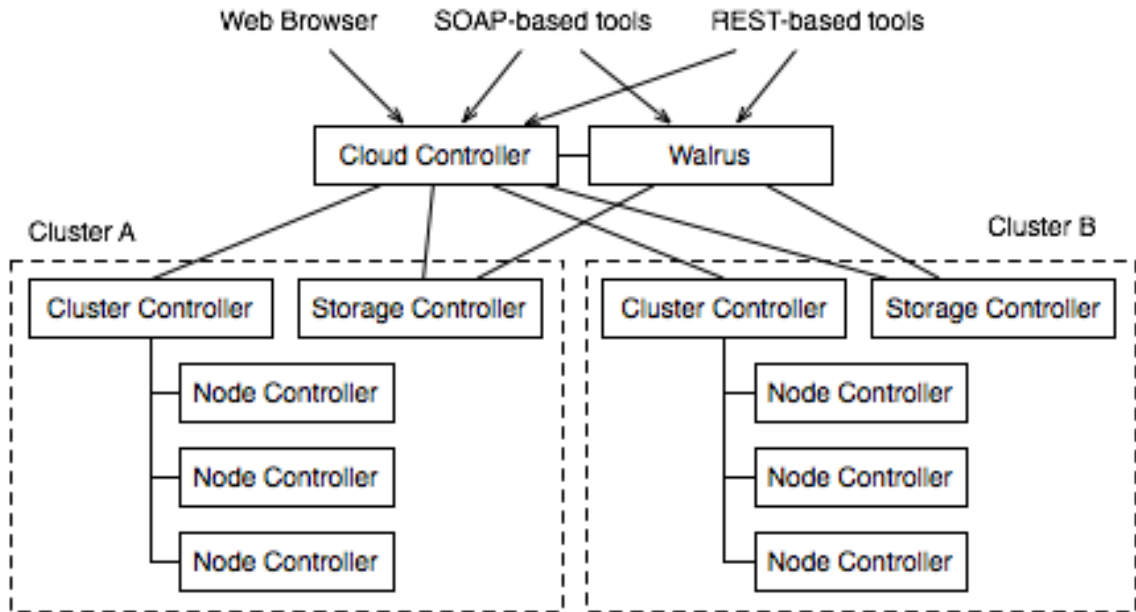 Web Browser SOAP-based tools REST-based tools
Cloud Controller Walrus
Cluster A Cluster B
Cluster Controller Storage Controller Cluster Controller Storage Controller
Node Controller Node Controller
Node Controller Node Controller
Node Controller Node Controller